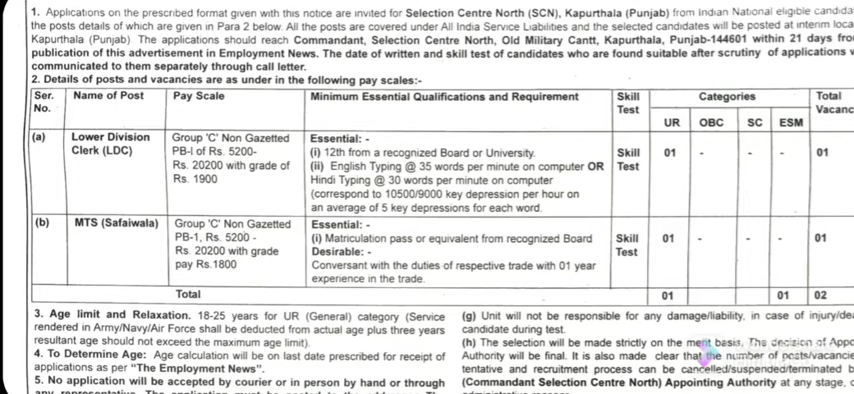 1. Applications on the prescribed format given with this notice are invited for Selection Centre North (SCN), Kapurthala (Punjab) from Indian National eligible
the posts details of which are given in Para 2 below. All the posts are covered under All India Service Liabilities and the selected candidates will be posted at interim
Kapurthala (Punjab) The applications should reach Commandant, Selection Centre North, Old Military Cantt, Kapurthala, Punjab-144601 within 21 days
publication of this advertisement in Employment News. The date of written and skill test of candidates who are found suitable after scrutiny of applications
communicated to them separately through call letter.
2. Details of posts and vacancies are as under in the following pay scales:-
Ser. No. Name of Post Pay Scale Minimum Essential Qualifications and Requirement Skill Test Categories Total
UR OBC SC ESM
(a) Lower Division Clerk (LDC) Group 'C' Non Gazetted Essential: - Skill Test 01 - - - 01
PB-I of Rs. 5200- (i) 12th from a recognized Board or University.
Rs. 20200 with grade of (ii) English Typing @ 35 words per minute on computer OR
Rs. 1900 Hindi Typing @ 30 words per minute on computer
(correspond to 10500/9000 key depression per hour on
an average of 5 key depressions for each word.
(b) MTS (Safaiwala) Group 'C' Non Gazetted Essential: - Skill Test 01 - - - 01
PB-1, Rs. 5200 - (i) Matriculation pass or equivalent from recognized Board
Rs. 20200 with grade Desirable: -
pay Rs.1800 Conversant with the duties of respective trade with 01 year
experience in the trade.
Total 01 01 02
3. Age limit and Relaxation. 18-25 years for UR (General) category (Service
rendered in Army/Navy/Air Force shall be deducted from actual age plus three years
resultant age should not exceed the maximum age limit).
4. To Determine Age: Age calculation will be on last date prescribed for receipt of
applications as per "The Employment News".
5. No application will be accepted by courier or in person by hand or through
any representative. The application must be posted to the address. The
(g) Unit will not be responsible for any damage/liability, in case of
candidate during test.
(h) The selection will be made strictly on the merit basis. The decision of
Authority will be final. It is also made clear that the number of
tentative and recruitment process can be cancelled/suspended/terminated
(Commandant Selection Centre North) Appointing Authority at any stage,